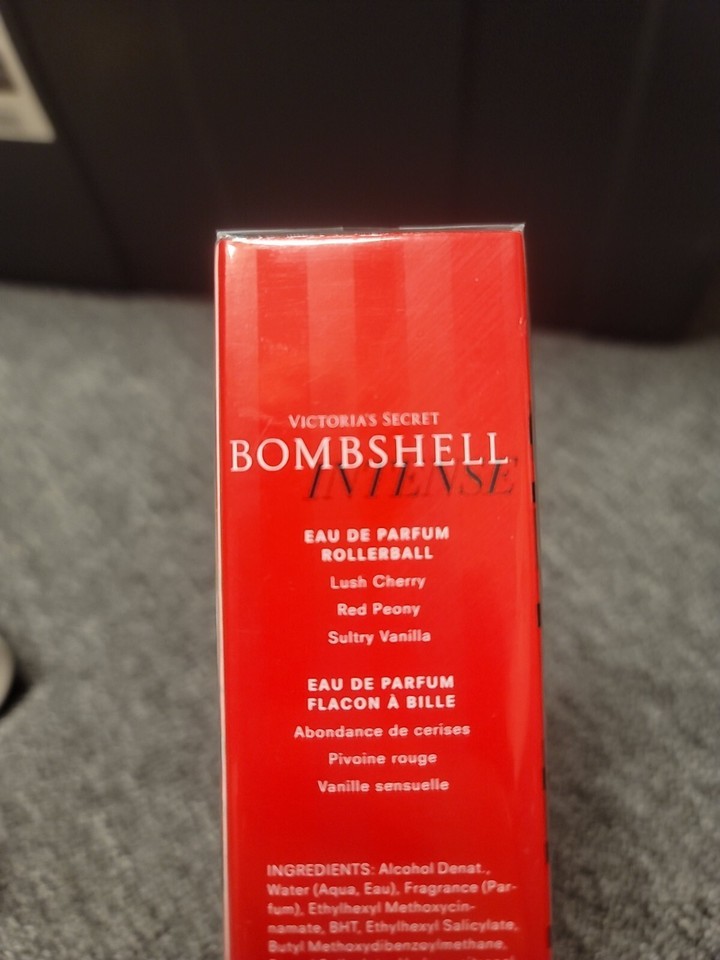 VICTORIA'S SECRET
BOMBSHELL
INTENSE
EAU DE PARFUM
ROLLERBALL
Lush Cherry
Red Peony
Sultry Vanilla
EAU DE PARFUM
FLACON À BILLE
Abondance de cerises
Pivoine rouge
Vanille sensuelle
INGREDIENTS: Alcohol Denat.,
Water (Aqua, Eau), Fragrance (Par-
fum), Ethylhexyl Methoxycin-
namate, BHT, Ethylhexyl Salicylate,
Butyl Methoxydibenzoylmethane,